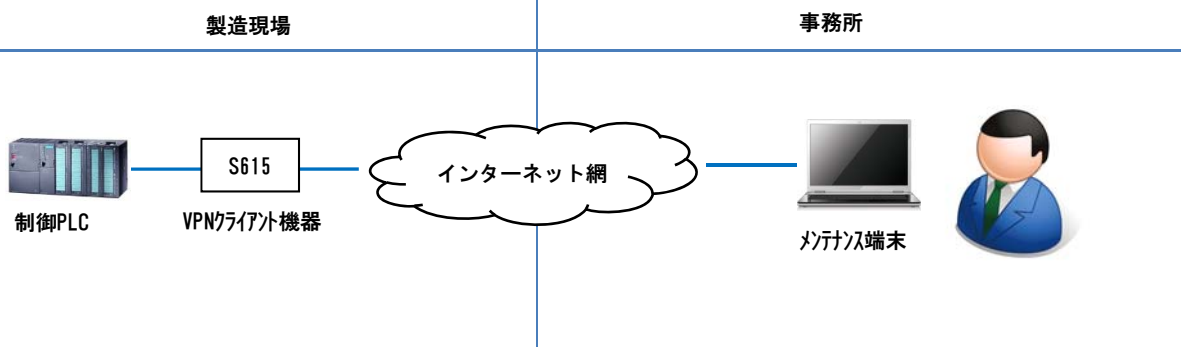 製造現場
事務所
S615
インターネット網
制御PLC
VPNｸﾗｲｱﾝﾄ機器
ﾒﾝﾃﾅﾝｽ端末